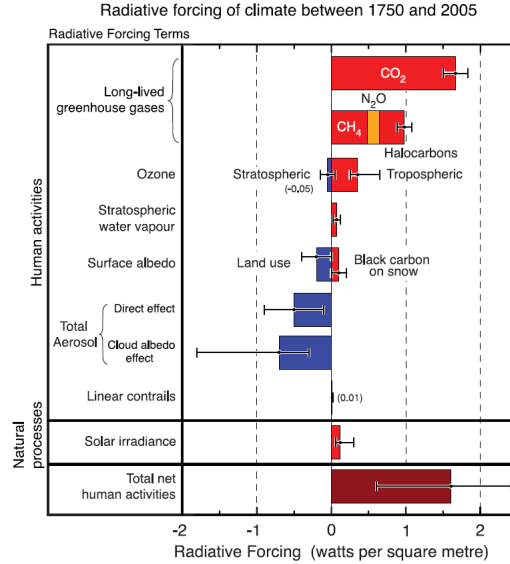 Radiative forcing of climate between 1750 and 2005
Radiative Forcing Terms
Human activities
Long-lived
greenhouse gases
CO₂
N₂O
CH₄
Halocarbons
Ozone
Stratospheric
(-0.05)
Tropospheric
Stratospheric
water vapour
Surface albedo
Land use
Black carbon
on snow
Total
Aerosol
Direct effect
Cloud albedo
effect
Linear contrails
(0.01)
Natural
processes
Solar irradiance
Total net
human activities
-2 -1 0 1 2
Radiative Forcing (watts per square metre)